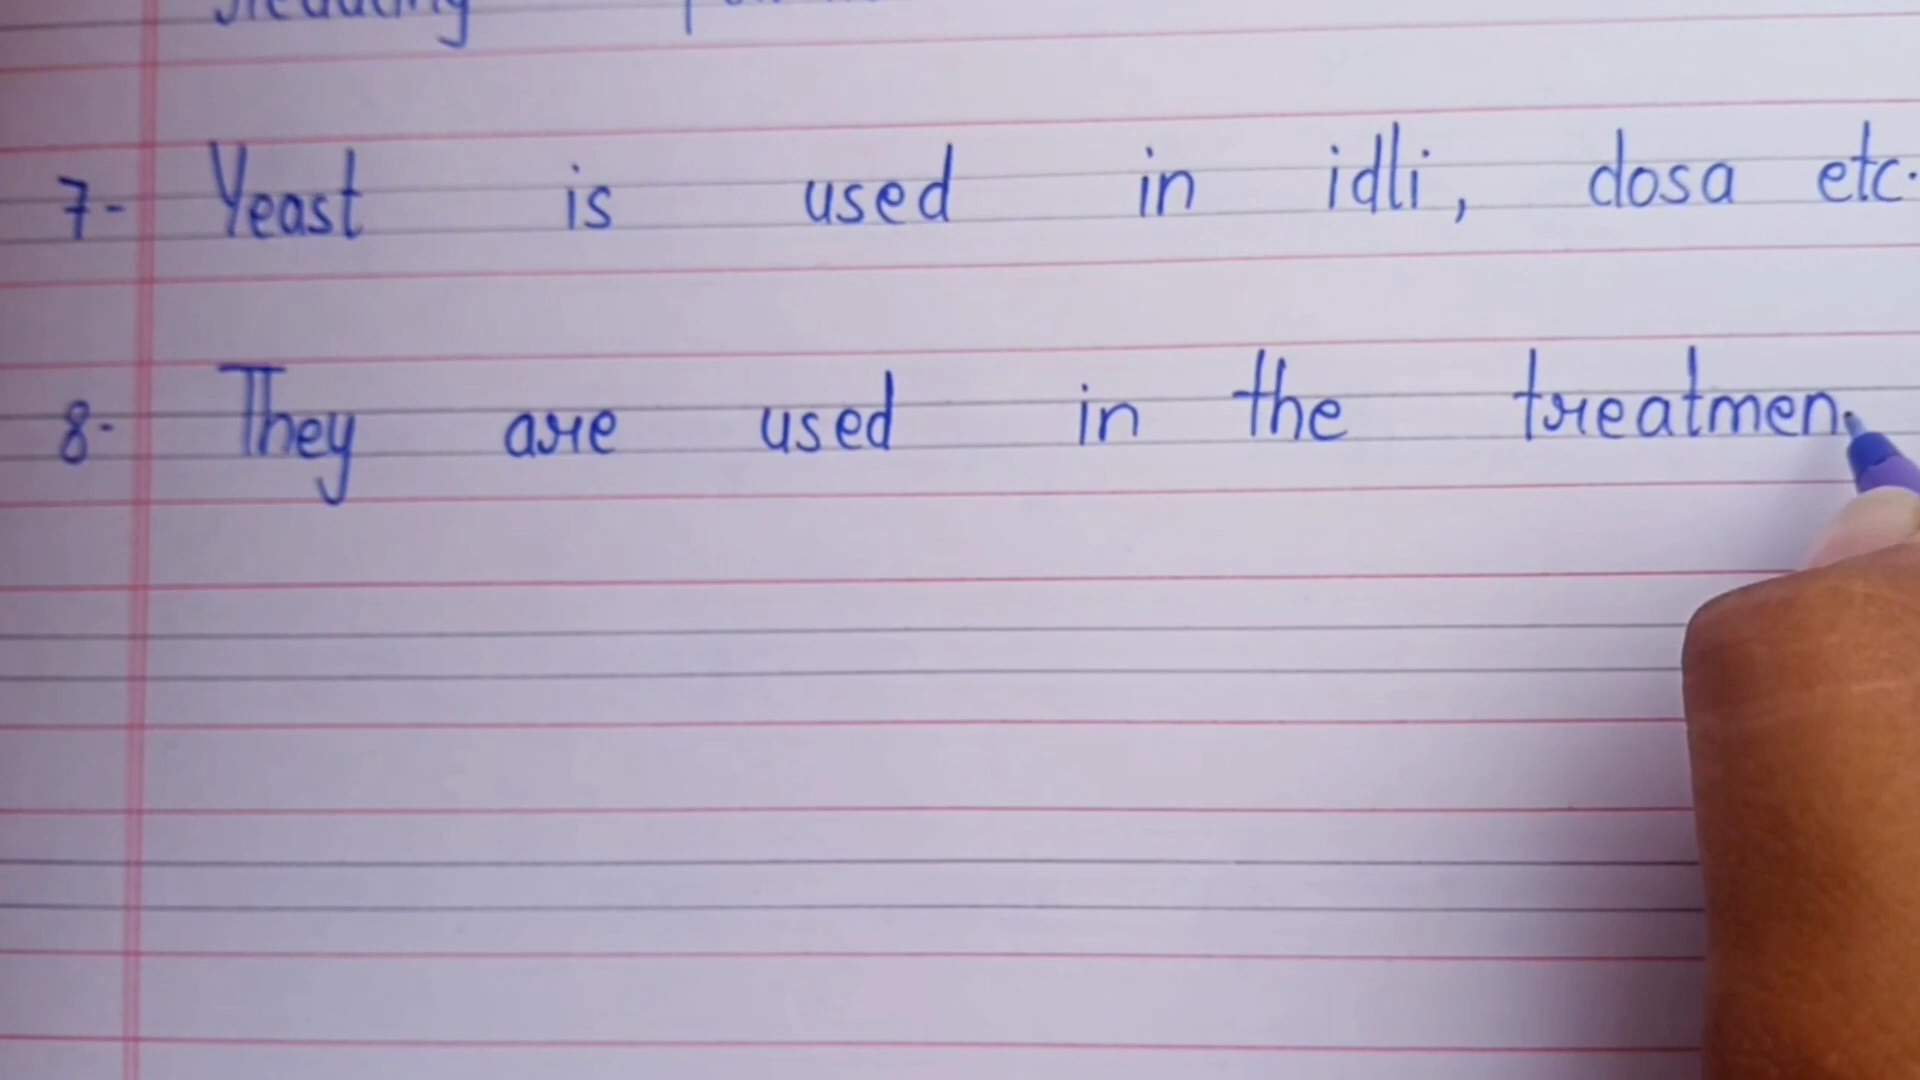 7- Yeast is used in idli, dosa etc.
8- They are used in the treatmen